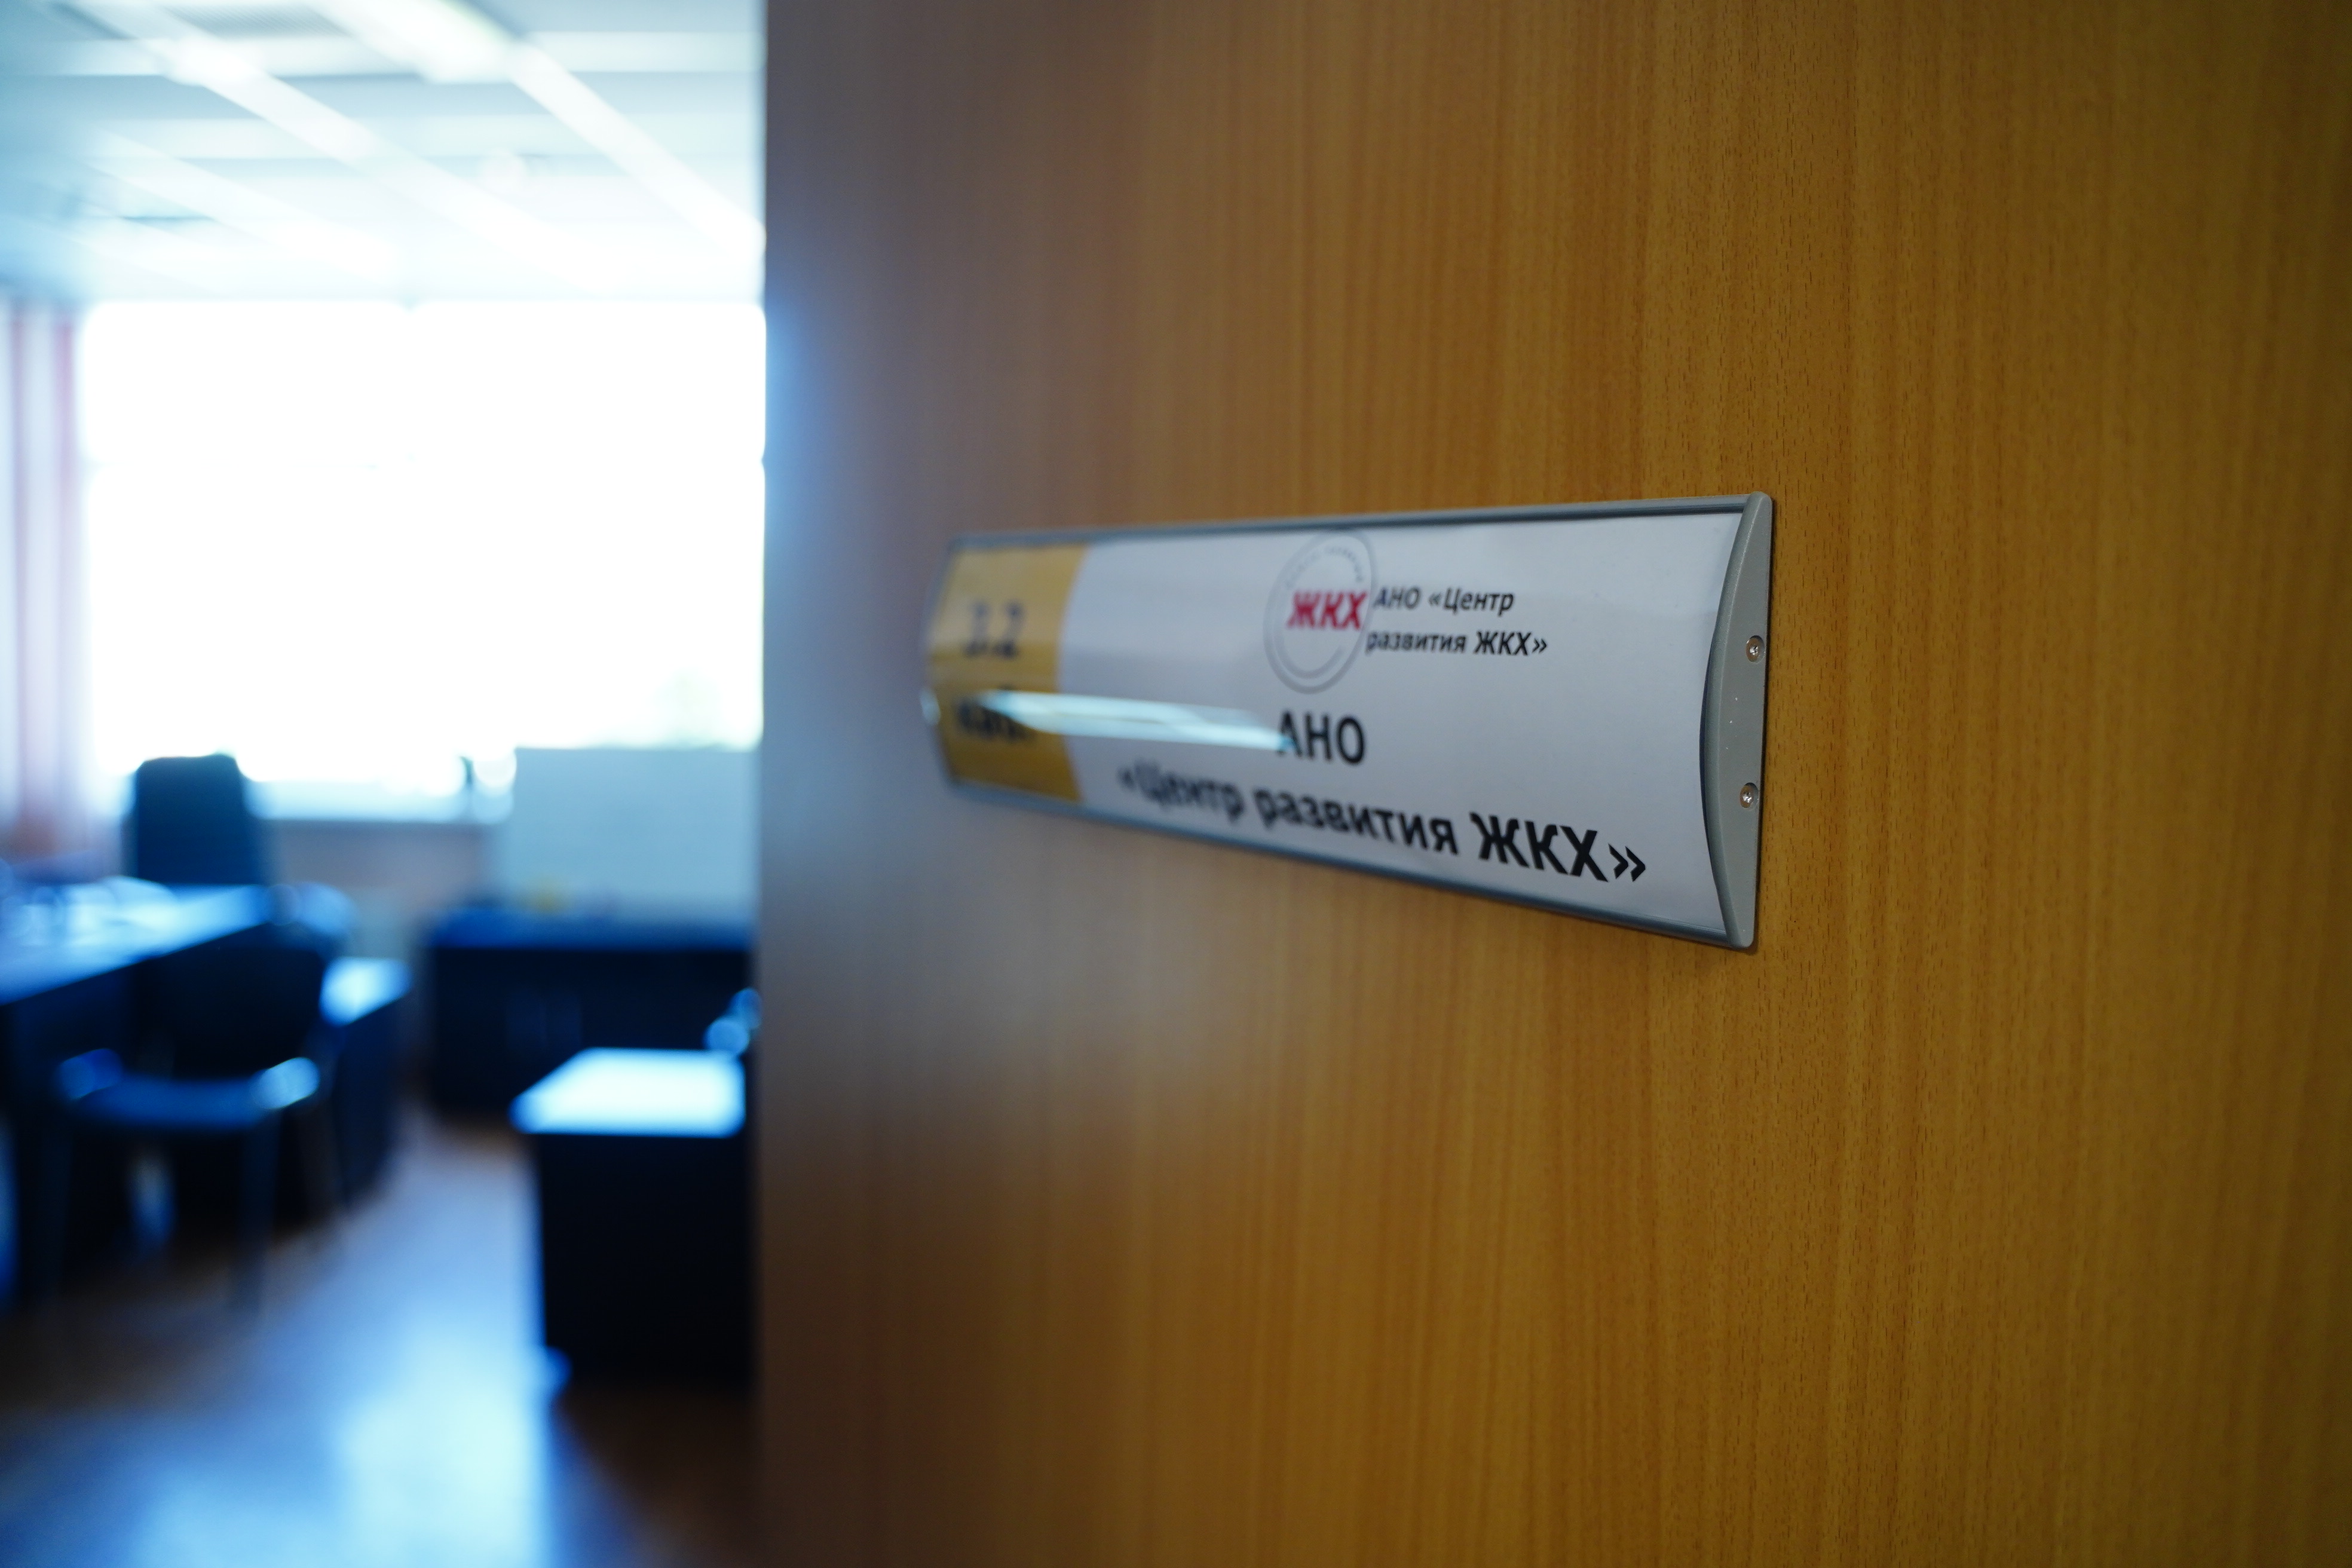 ЖКХ
АНО «Центр
развития ЖКХ»
АНО
«Центр развития ЖКХ»